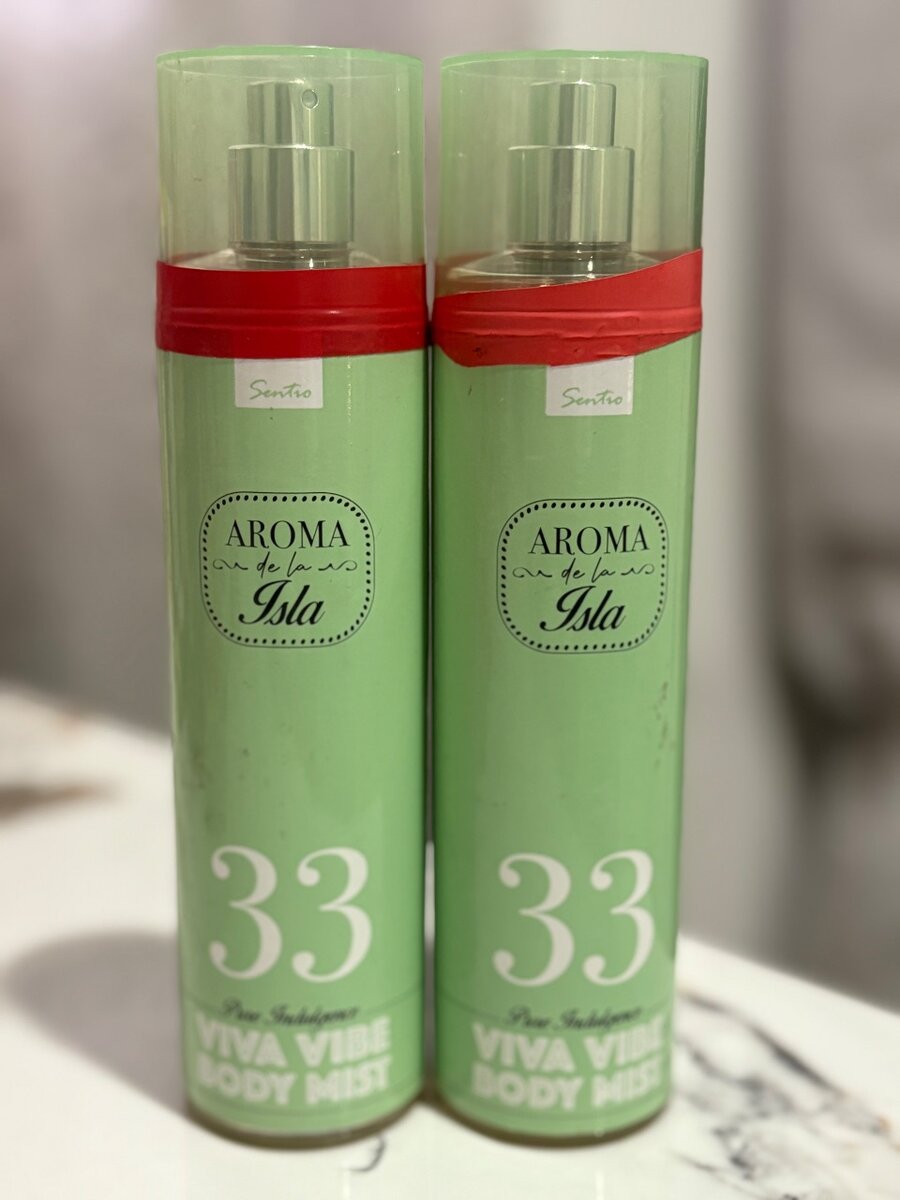 Sentio
AROMA
de la
Isla
33
Pure Indulgence
VIVA VIBE
BODY MIST
Sentio
AROMA
de la
Isla
33
Pure Indulgence
VIVA VIBE
BODY MIST